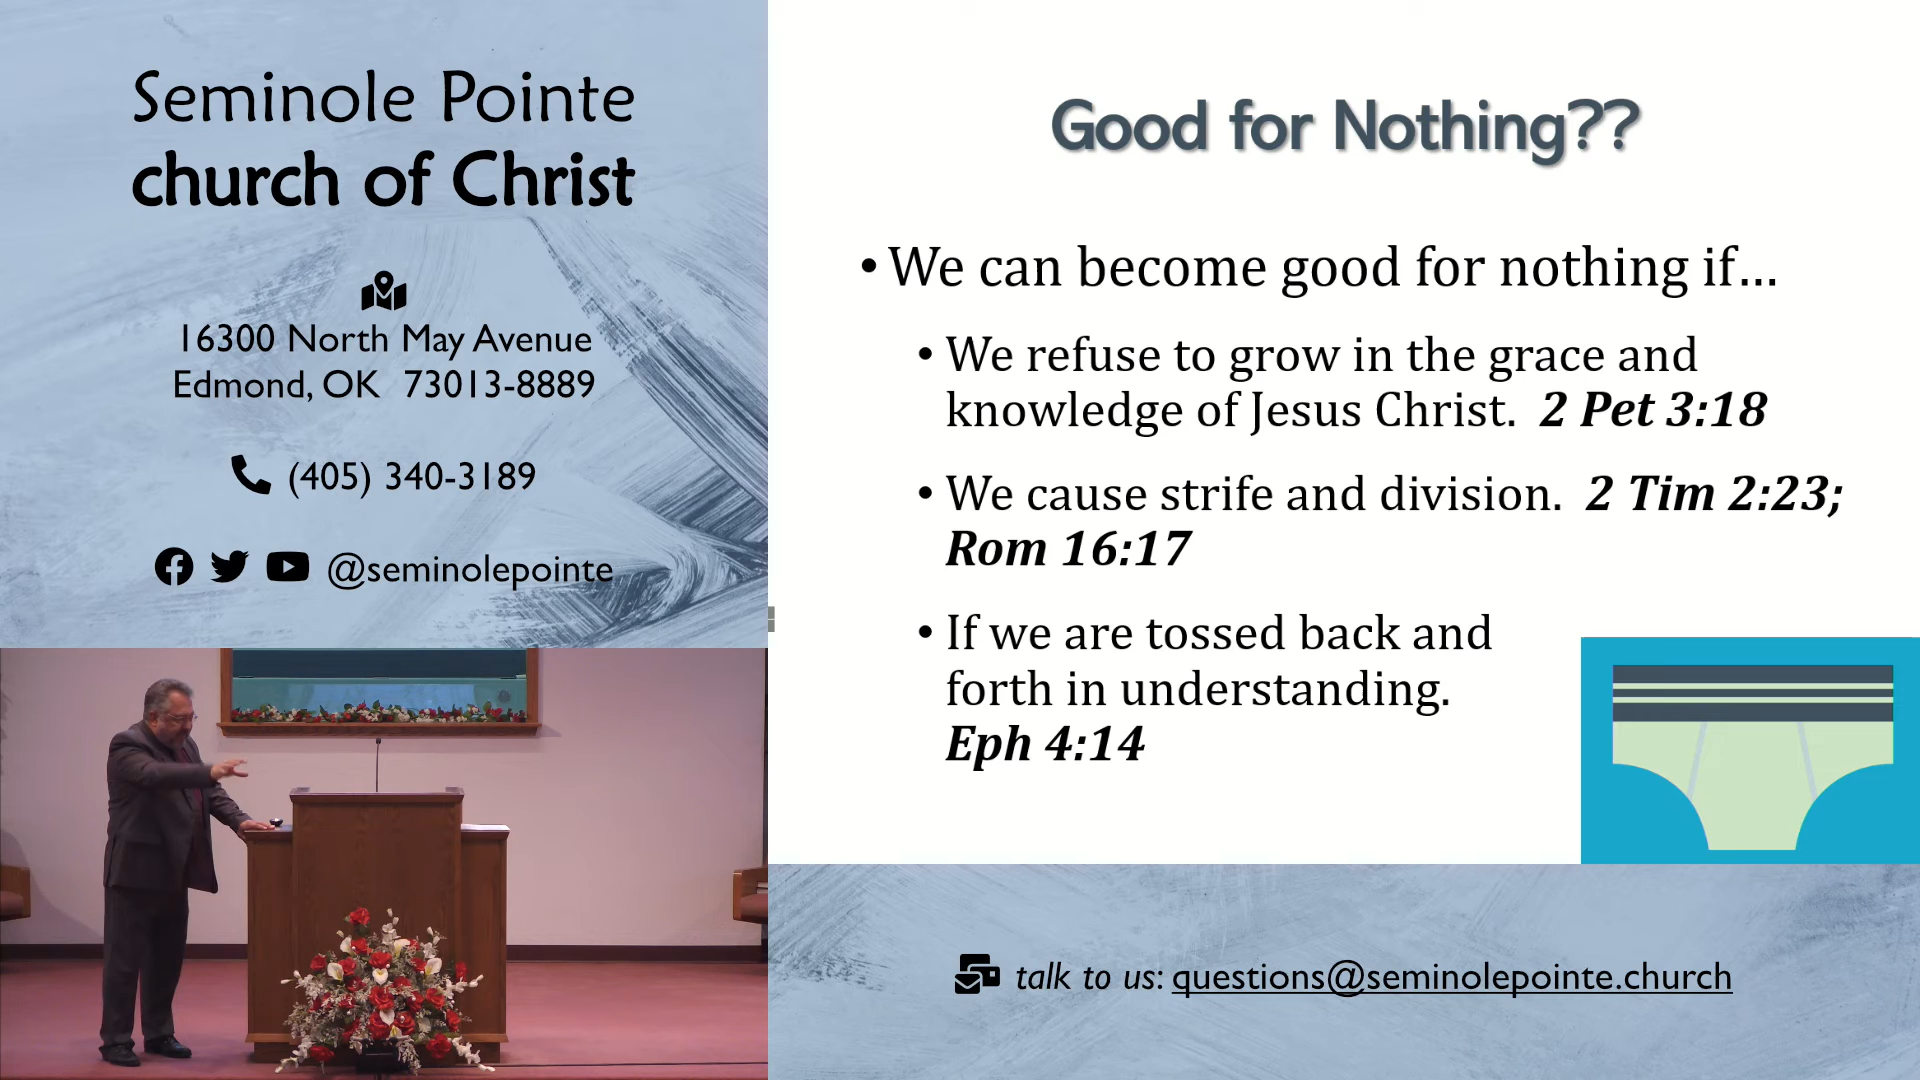 Seminole Pointe
church of Christ
16300 North May Avenue
Edmond, OK 73013-8889
(405) 340-3189
@seminolepointe
Good for Nothing??
• We can become good for nothing if...
• We refuse to grow in the grace and
knowledge of Jesus Christ. 2 Pet 3:18
• We cause strife and division. 2 Tim 2:23;
Rom 16:17
• If we are tossed back and
forth in understanding.
Eph 4:14
talk to us: questions@seminolepointe.church